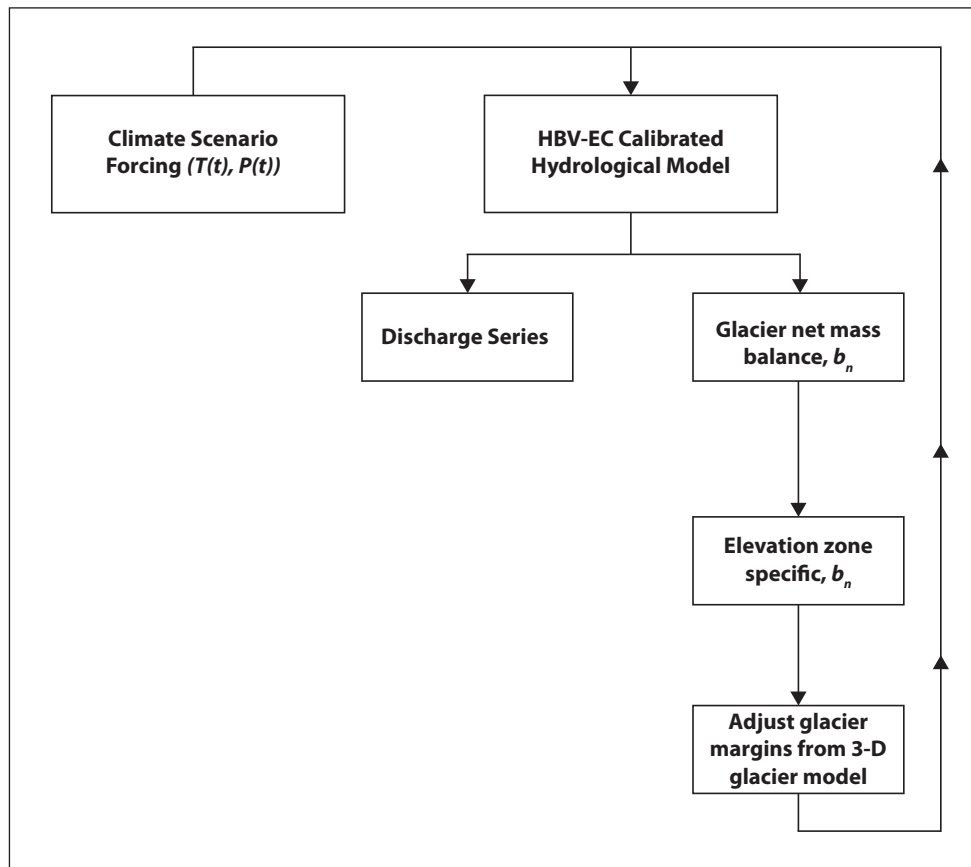 Climate Scenario
Forcing (T(t), P(t))
HBV-EC Calibrated
Hydrological Model
Discharge Series
Glacier net mass
balance, bn
Elevation zone
specific, bn
Adjust glacier
margins from 3-D
glacier model